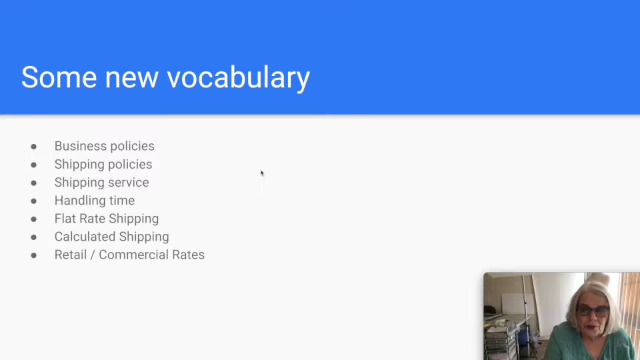 Some new vocabulary
● Business policies
● Shipping policies
● Shipping service
● Handling time
● Flat Rate Shipping
● Calculated Shipping
● Retail / Commercial Rates